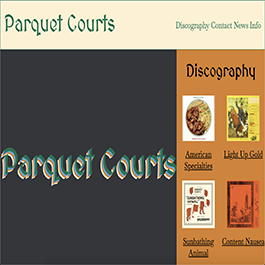 Parquet Courts
Discography Contact News Info
Discography
Parquet Courts
American
Specialties
Light Up Gold
Sunbathing
Animal
Content Nausea